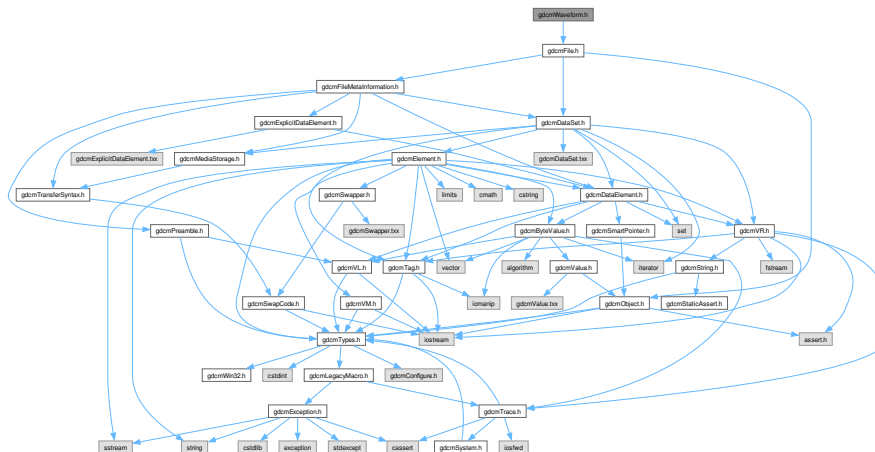 gdcmWaveform.h
gdcmFile.h
gdcmFileMetaInformation.h
gdcmExplicitDataElement.h
gdcmDataSet.h
gdcmExplicitDataElement.txx
gdcmMediaStorage.h
gdcmElement.h
gdcmDataSet.txx
gdcmTransferSyntax.h
gdcmSwapper.h
limits
cmath
cstring
gdcmDataElement.h
gdcmPreamble.h
gdcmSwapper.txx
gdcmByteValue.h
gdcmSmartPointer.h
set
gdcmVR.h
gdcmVL.h
gdcmTag.h
vector
algorithm
gdcmValue.h
iterator
gdcmString.h
fstream
gdcmSwapCode.h
gdcmVM.h
iomanip
gdcmValue.txx
gdcmObject.h
gdcmStaticAssert.h
gdcmTypes.h
iostream
assert.h
gdcmWin32.h
cstdint
gdcmLegacyMacro.h
gdcmConfigure.h
gdcmException.h
gdcmTrace.h
sstream
string
cstdlib
exception
stdexcept
cassert
gdcmSystem.h
iosfwd